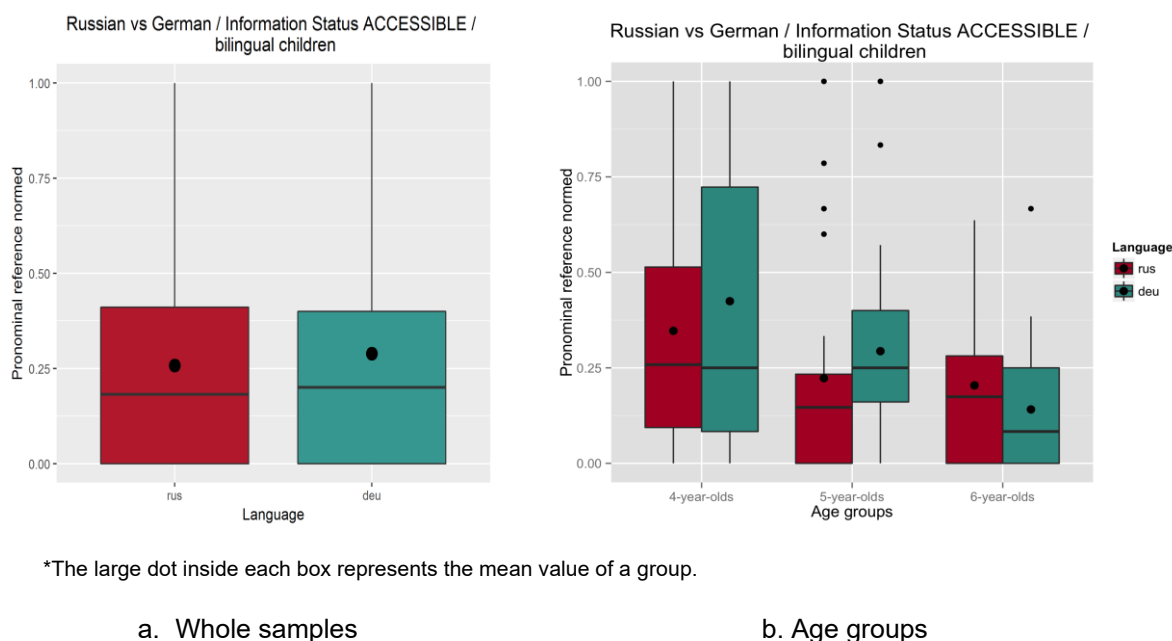 Russian vs German / Information Status ACCESSIBLE /
bilingual children
Pronominal reference normed
1.00
0.75
0.50
0.25
0.00
rus
deu
Language
Russian vs German / Information Status ACCESSIBLE /
bilingual children
Pronominal reference normed
1.00
0.75
0.50
0.25
0.00
4-year-olds
5-year-olds
6-year-olds
Age groups
Language
rus
deu
*The large dot inside each box represents the mean value of a group.
a. Whole samples
b. Age groups